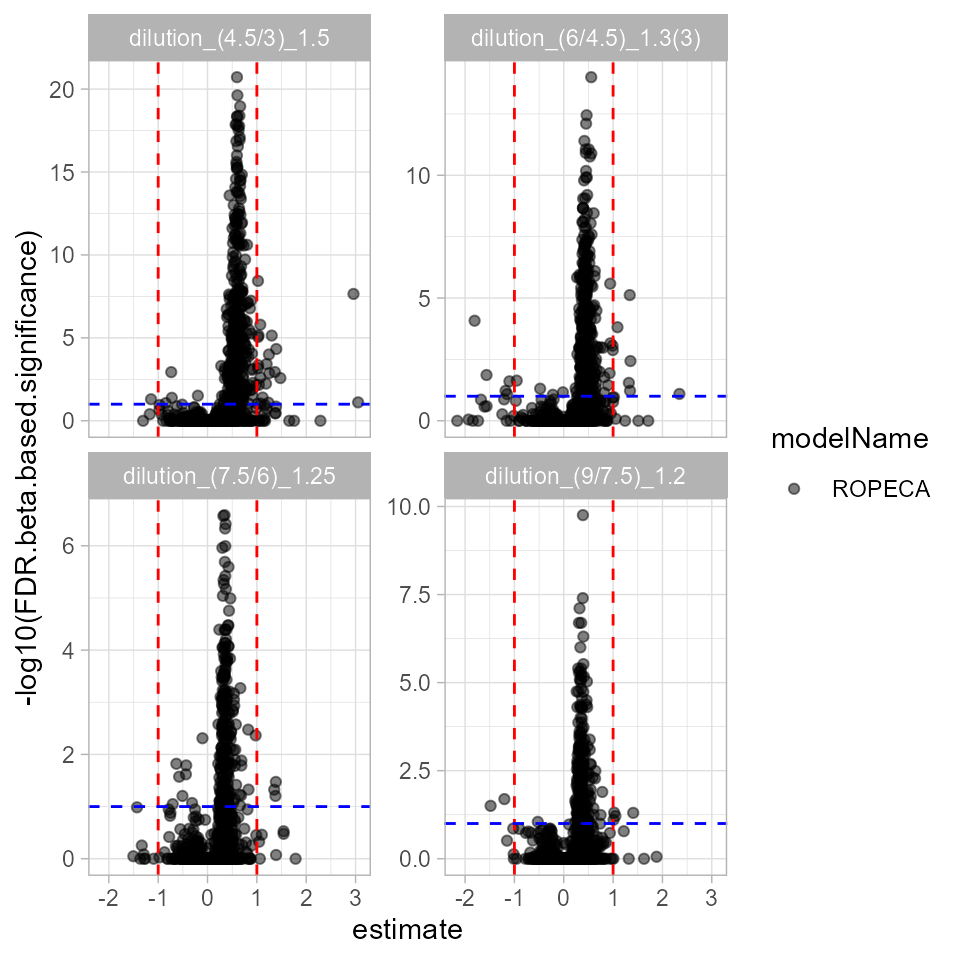 dilution_(4.5/3)_1.5
dilution_(6/4.5)_1.3(3)
20
15
10
5
0
10
5
0
-log10(FDR.beta.based.significance)
modelName
ROPECA
dilution_(7.5/6)_1.25
dilution_(9/7.5)_1.2
6
4
2
0
10.0
7.5
5.0
2.5
0.0
-2 -1 0 1 2 3
-2 -1 0 1 2 3
estimate